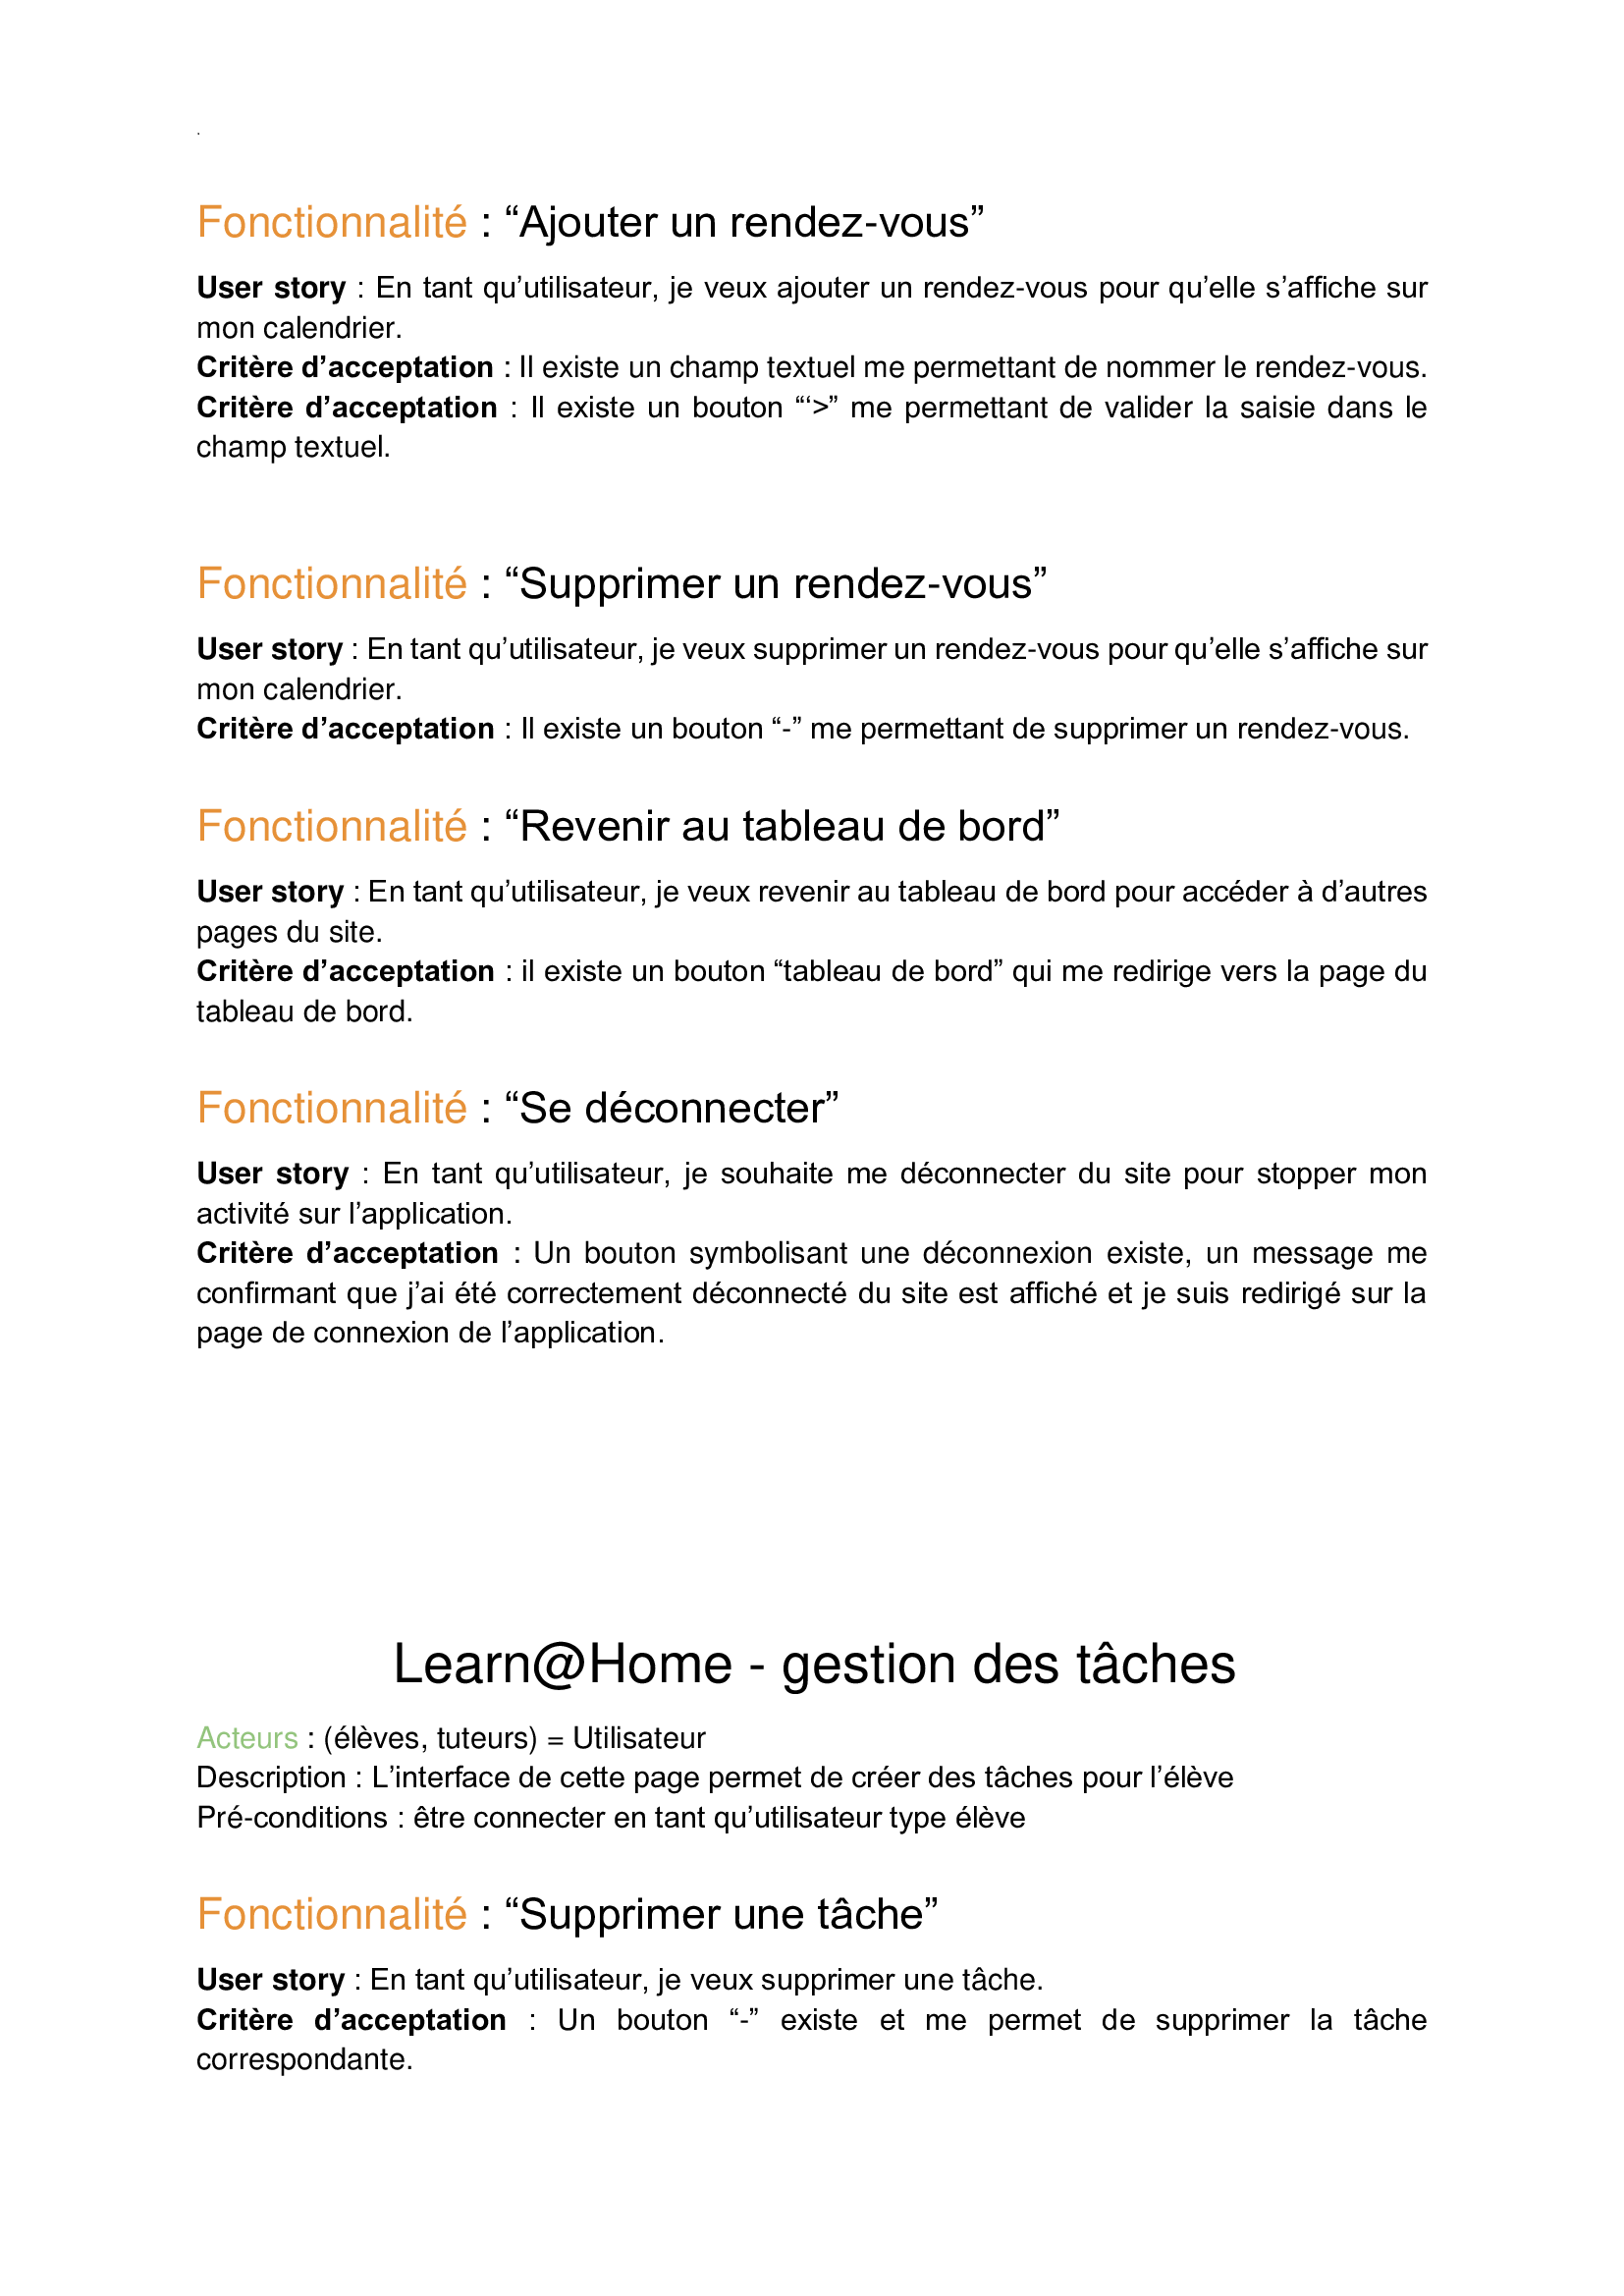 .
Fonctionnalité : “Ajouter un rendez-vous”
User story : En tant qu’utilisateur, je veux ajouter un rendez-vous pour qu’elle s’affiche sur
mon calendrier.
Critère d’acceptation : Il existe un champ textuel me permettant de nommer le rendez-vous.
Critère d’acceptation : Il existe un bouton “‘>” me permettant de valider la saisie dans le
champ textuel.
Fonctionnalité : “Supprimer un rendez-vous”
User story : En tant qu’utilisateur, je veux supprimer un rendez-vous pour qu’elle s’affiche sur
mon calendrier.
Critère d’acceptation : Il existe un bouton “-” me permettant de supprimer un rendez-vous.
Fonctionnalité : “Revenir au tableau de bord”
User story : En tant qu’utilisateur, je veux revenir au tableau de bord pour accéder à d’autres
pages du site.
Critère d’acceptation : il existe un bouton “tableau de bord” qui me redirige vers la page du
tableau de bord.
Fonctionnalité : “Se déconnecter”
User story : En tant qu’utilisateur, je souhaite me déconnecter du site pour stopper mon
activité sur l’application.
Critère d’acceptation : Un bouton symbolisant une déconnexion existe, un message me
confirmant que j’ai été correctement déconnecté du site est affiché et je suis redirigé sur la
page de connexion de l’application.
Learn@Home - gestion des tâches
Acteurs : (élèves, tuteurs) = Utilisateur
Description : L’interface de cette page permet de créer des tâches pour l’élève
Pré-conditions : être connecter en tant qu’utilisateur type élève
Fonctionnalité : “Supprimer une tâche”
User story : En tant qu’utilisateur, je veux supprimer une tâche.
Critère d’acceptation : Un bouton “-” existe et me permet de supprimer la tâche
correspondante.